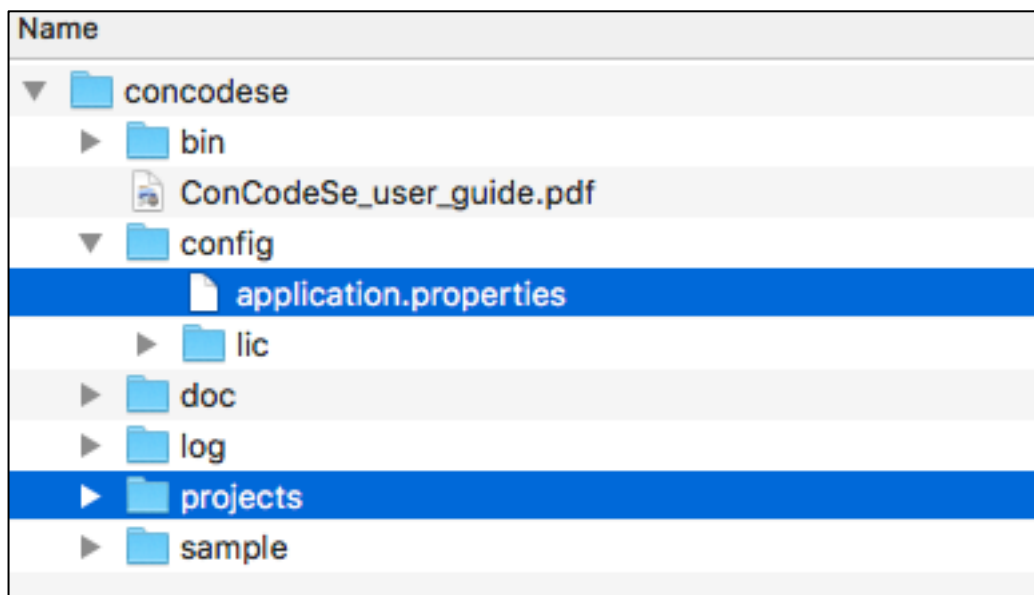 Name
concodese
bin
ConCodeSe_user_guide.pdf
config
application.properties
lic
doc
log
projects
sample